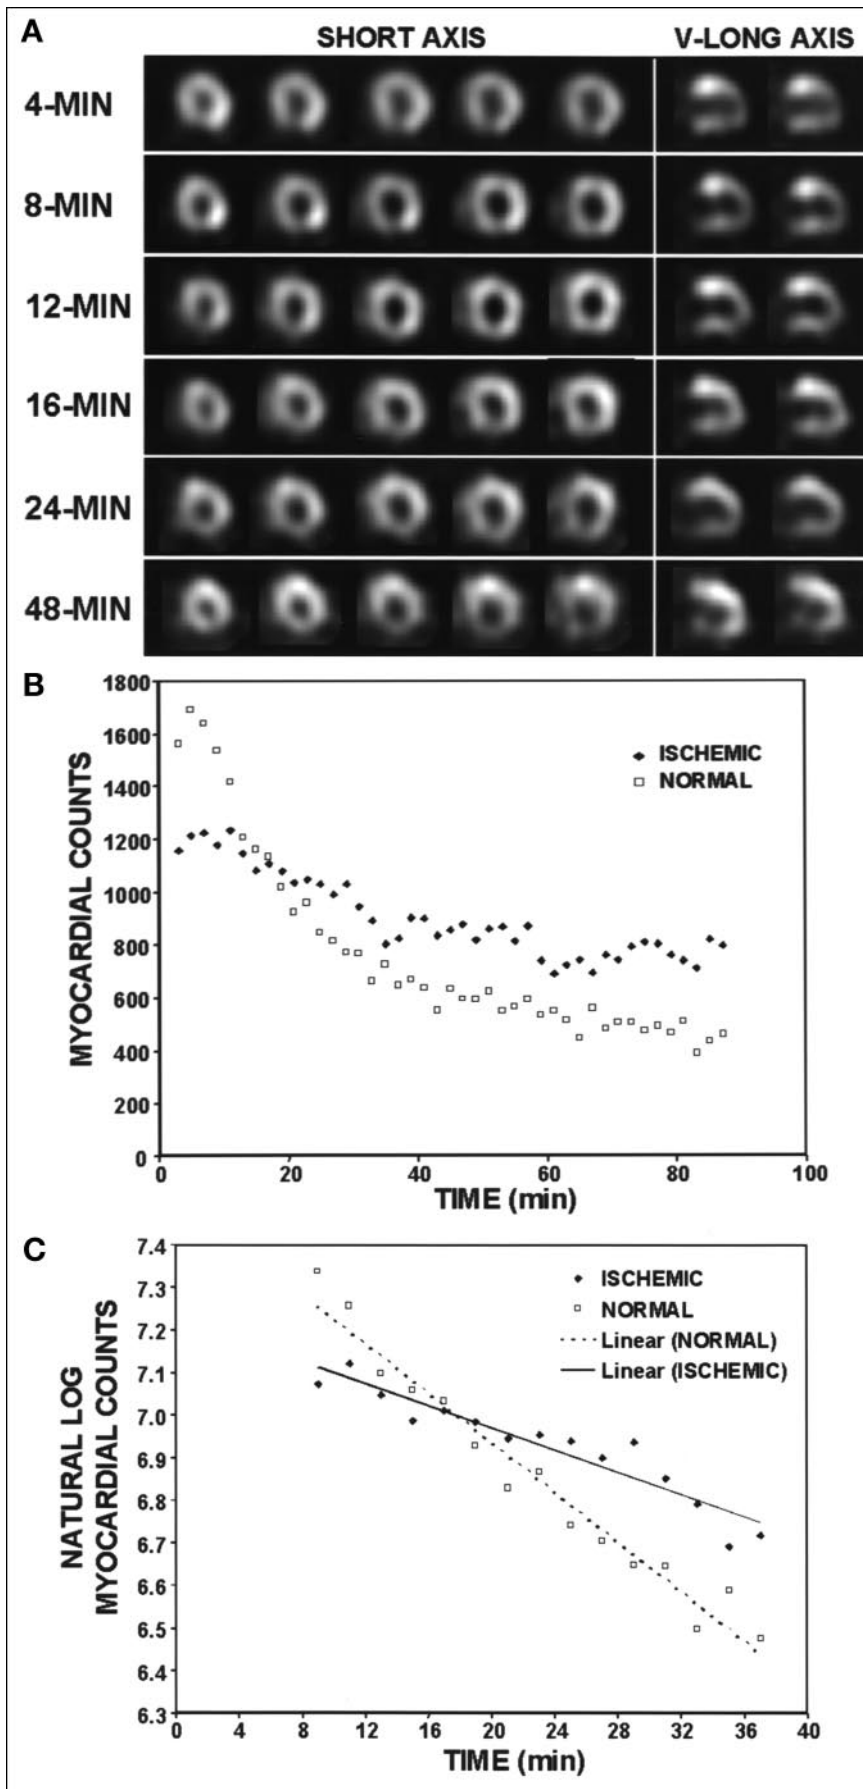 A
SHORT AXIS V-LONG AXIS
4-MIN
8-MIN
12-MIN
16-MIN
24-MIN
48-MIN
B
MYOCARDIAL COUNTS
1800
1600
1400
1200
1000
800
600
400
200
0
ISCHEMIC
NORMAL
0 20 40 60 80 100
TIME (min)
C
NATURAL LOG
MYOCARDIAL COUNTS
7.4
7.3
7.2
7.1
7.0
6.9
6.8
6.7
6.6
6.5
6.4
6.3
ISCHEMIC
NORMAL
Linear (NORMAL)
Linear (ISCHEMIC)
0 4 8 12 16 20 24 28 32 36 40
TIME (min)